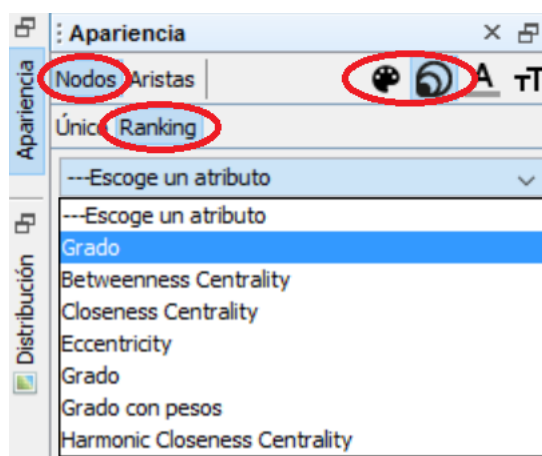 Apariencia
Apariencia
Nodos Aristas A TT
Único Ranking
---Escoge un atributo
---Escoge un atributo
Grado
Betweenness Centrality
Closeness Centrality
Eccentricity
Grado
Grado con pesos
Harmonic Closeness Centrality
Distribución